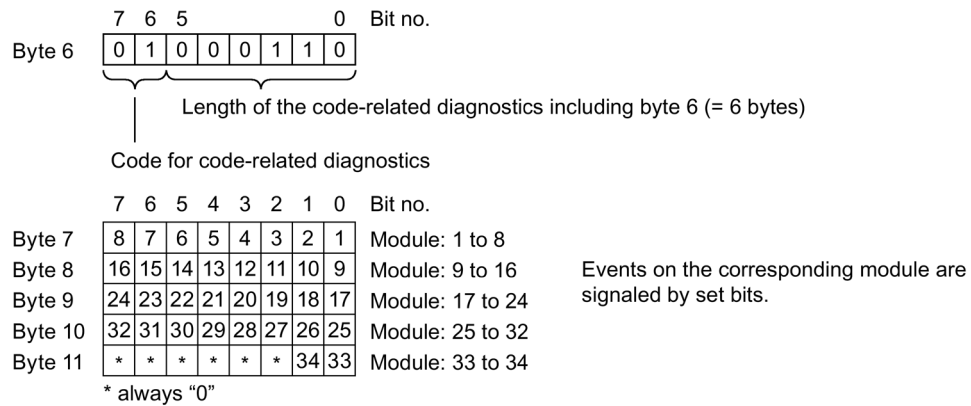 7 6 5 0 Bit no.
Byte 6 0 1 0 0 0 1 1 0
Length of the code-related diagnostics including byte 6 (= 6 bytes)
Code for code-related diagnostics
7 6 5 4 3 2 1 0 Bit no.
Byte 7 8 7 6 5 4 3 2 1 Module: 1 to 8
Byte 8 16 15 14 13 12 11 10 9 Module: 9 to 16
Byte 9 24 23 22 21 20 19 18 17 Module: 17 to 24
Byte 10 32 31 30 29 28 27 26 25 Module: 25 to 32
Byte 11 * * * * * * 34 33 Module: 33 to 34
Events on the corresponding module are
signaled by set bits.
* always “0”